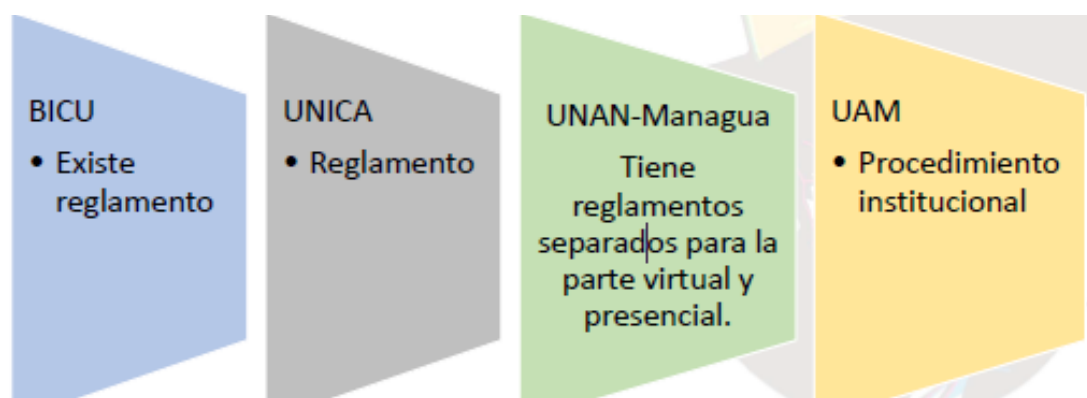 BICU
• Existe
reglamento
UNICA
• Reglamento
UNAN-Managua
Tiene
reglamentos
separados para la
parte virtual y
presencial.
UAM
• Procedimiento
institucional